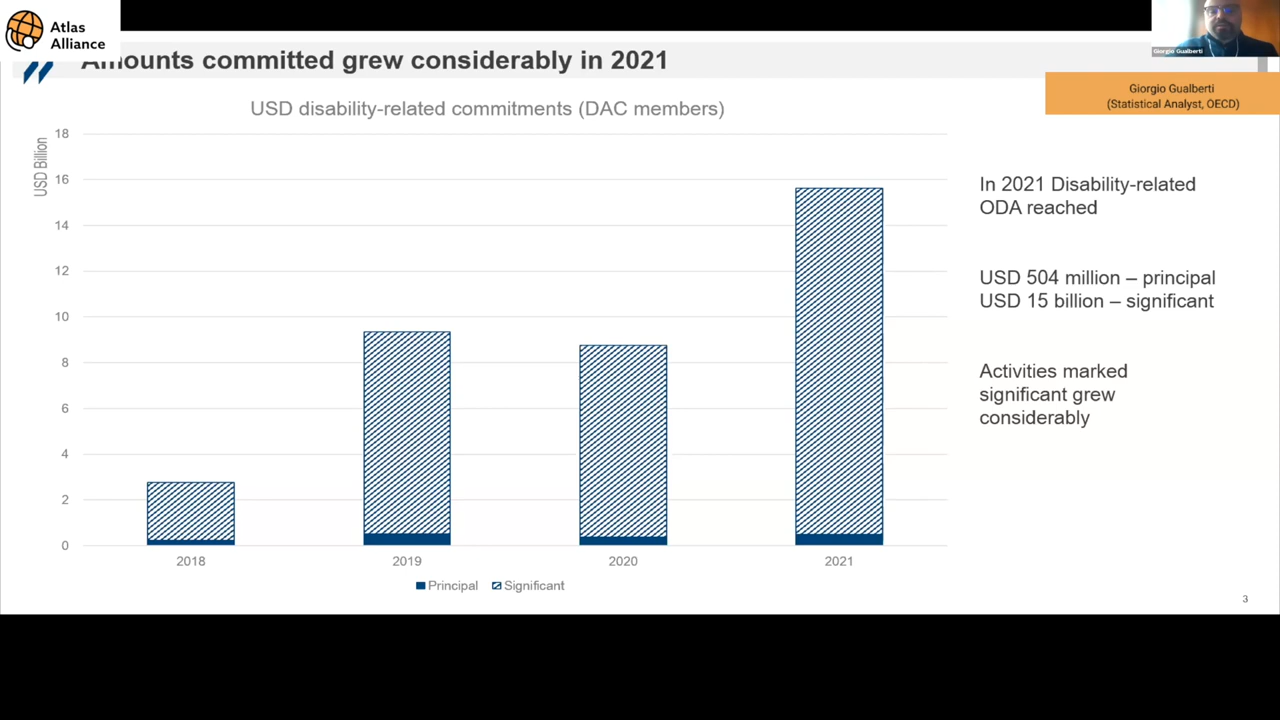 Atlas
Alliance
Giorgio Gualberti
Amounts committed grew considerably in 2021
Giorgio Gualberti
(Statistical Analyst, OECD)
USD disability-related commitments (DAC members)
USD Billion
18
16
14
12
10
8
6
4
2
0
2018
2019
2020
2021
Principal
Significant
In 2021 Disability-related
ODA reached
USD 504 million – principal
USD 15 billion – significant
Activities marked
significant grew
considerably
3